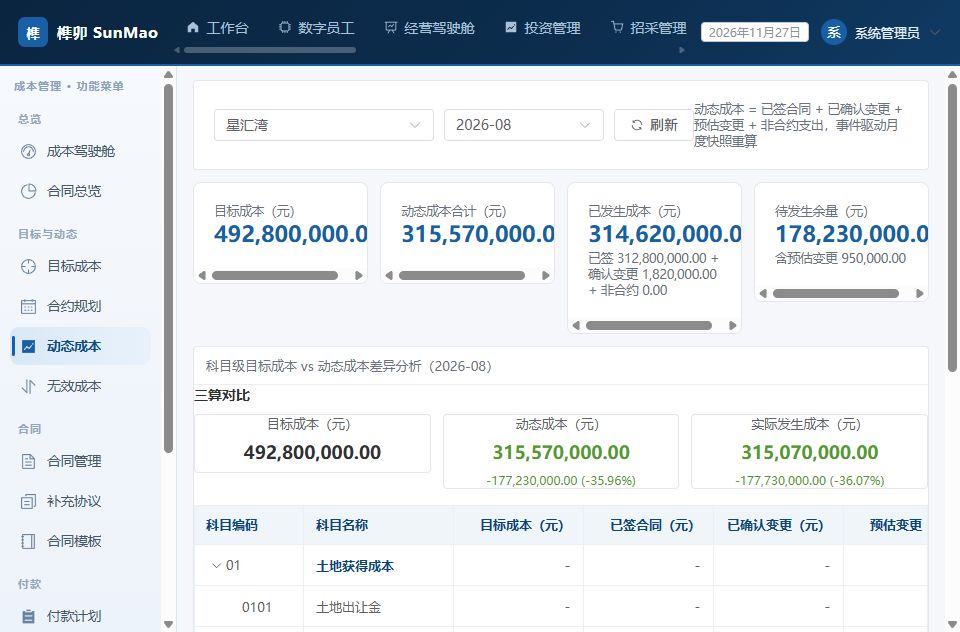 榫 榫卯 SunMao
工作台 数字员工 经营驾驶舱 投资管理 招采管理
2026年11月27日 系 系统管理员
成本管理 • 功能菜单
总览
成本驾驶舱
合同总览
目标与动态
目标成本
合约规划
动态成本
无效成本
合同
合同管理
补充协议
合同模板
付款
付款计划
星汇湾 2026-08 刷新
动态成本 = 已签合同 + 已确认变更 +
预估变更 + 非合约支出，事件驱动月
度快照重算
目标成本（元）
492,800,000.0
动态成本合计（元）
315,570,000.0
已发生成本（元）
314,620,000.0
已签 312,800,000.00 +
确认变更 1,820,000.00
+ 非合约 0.00
待发生余量（元）
178,230,000.0
含预估变更 950,000.00
科目级目标成本 vs 动态成本差异分析（2026-08）
三算对比
目标成本（元）
492,800,000.00
动态成本（元）
315,570,000.00
-177,230,000.00 (-35.96%)
实际发生成本（元）
315,070,000.00
-177,730,000.00 (-36.07%)
科目编码 科目名称 目标成本（元） 已签合同（元） 已确认变更（元） 预估变更
01 土地获得成本 - - -
0101 土地出让金 - - -